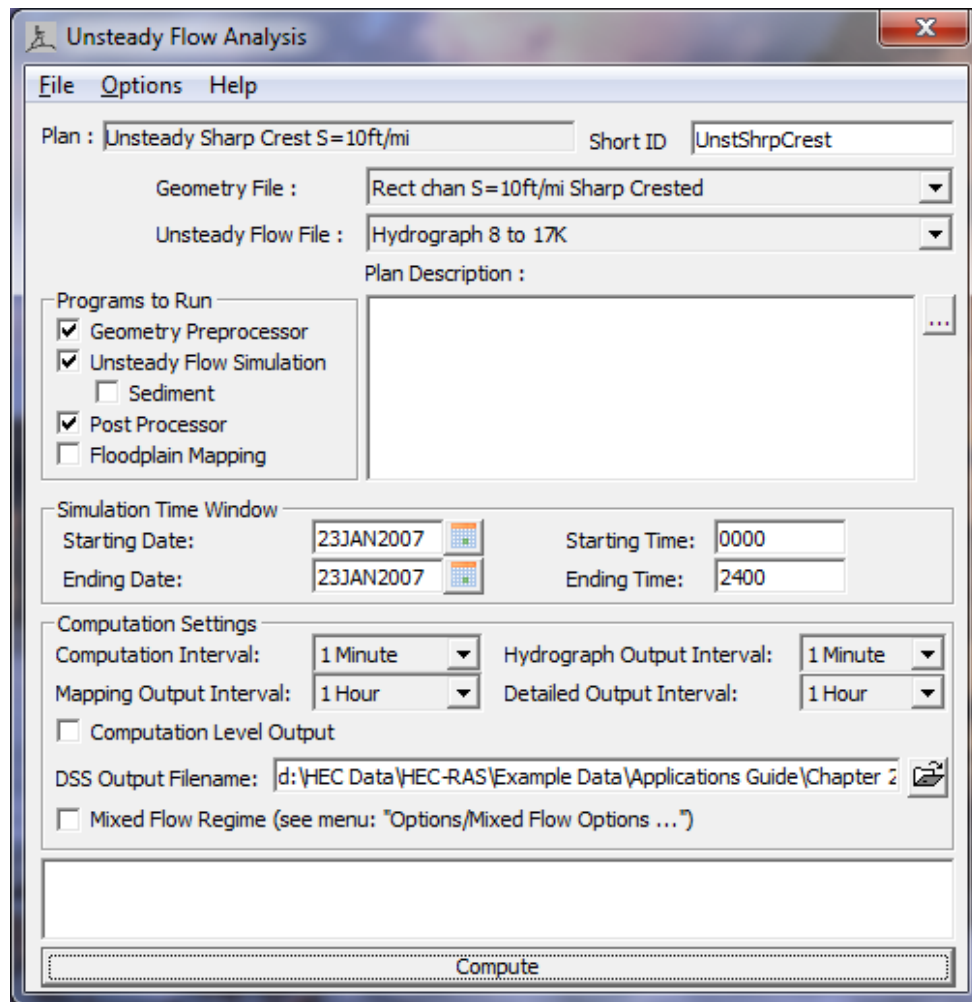 Unsteady Flow Analysis
x
File Options Help
Plan : Unsteady Sharp Crest S=10ft/mi Short ID UnstShrpCrest
Geometry File : Rect chan S=10ft/mi Sharp Crested
Unsteady Flow File : Hydrograph 8 to 17K
Plan Description :
Programs to Run
Geometry Preprocessor
Unsteady Flow Simulation
Sediment
Post Processor
Floodplain Mapping
...
Simulation Time Window
Starting Date: 23JAN2007 Starting Time: 0000
Ending Date: 23JAN2007 Ending Time: 2400
Computation Settings
Computation Interval: 1 Minute Hydrograph Output Interval: 1 Minute
Mapping Output Interval: 1 Hour Detailed Output Interval: 1 Hour
Computation Level Output
DSS Output Filename: d:\HEC Data\HEC-RAS\Example Data\Applications Guide\Chapter 2
Mixed Flow Regime (see menu: "Options/Mixed Flow Options ...")
Compute